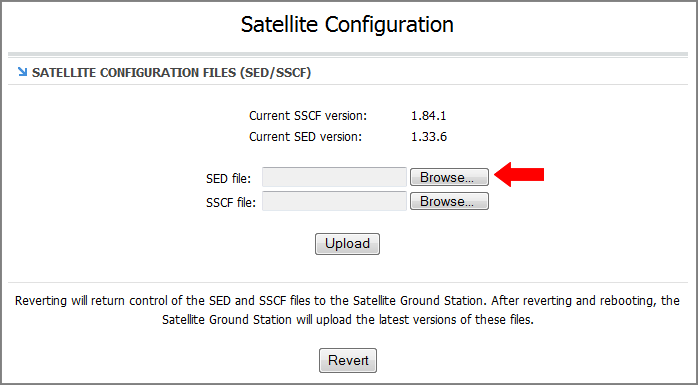 Satellite Configuration
SATELLITE CONFIGURATION FILES (SED/SSCF)
Current SSCF version: 1.84.1
Current SED version: 1.33.6
SED file: Browse...
SSCF file: Browse...
Upload
Reverting will return control of the SED and SSCF files to the Satellite Ground Station. After reverting and rebooting, the
Satellite Ground Station will upload the latest versions of these files.
Revert